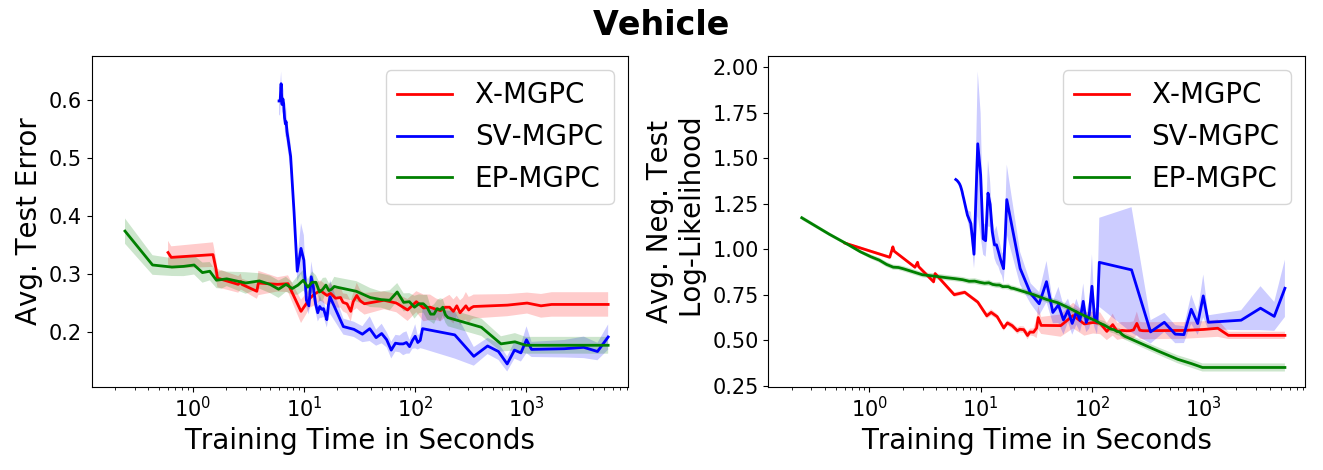 Vehicle
Avg. Test Error
0.6
0.5
0.4
0.3
0.2
X-MGPC
SV-MGPC
EP-MGPC
10^0
10^1
10^2
10^3
Training Time in Seconds
Avg. Neg. Test
Log-Likelihood
2.00
1.75
1.50
1.25
1.00
0.75
0.50
0.25
X-MGPC
SV-MGPC
EP-MGPC
10^0
10^1
10^2
10^3
Training Time in Seconds